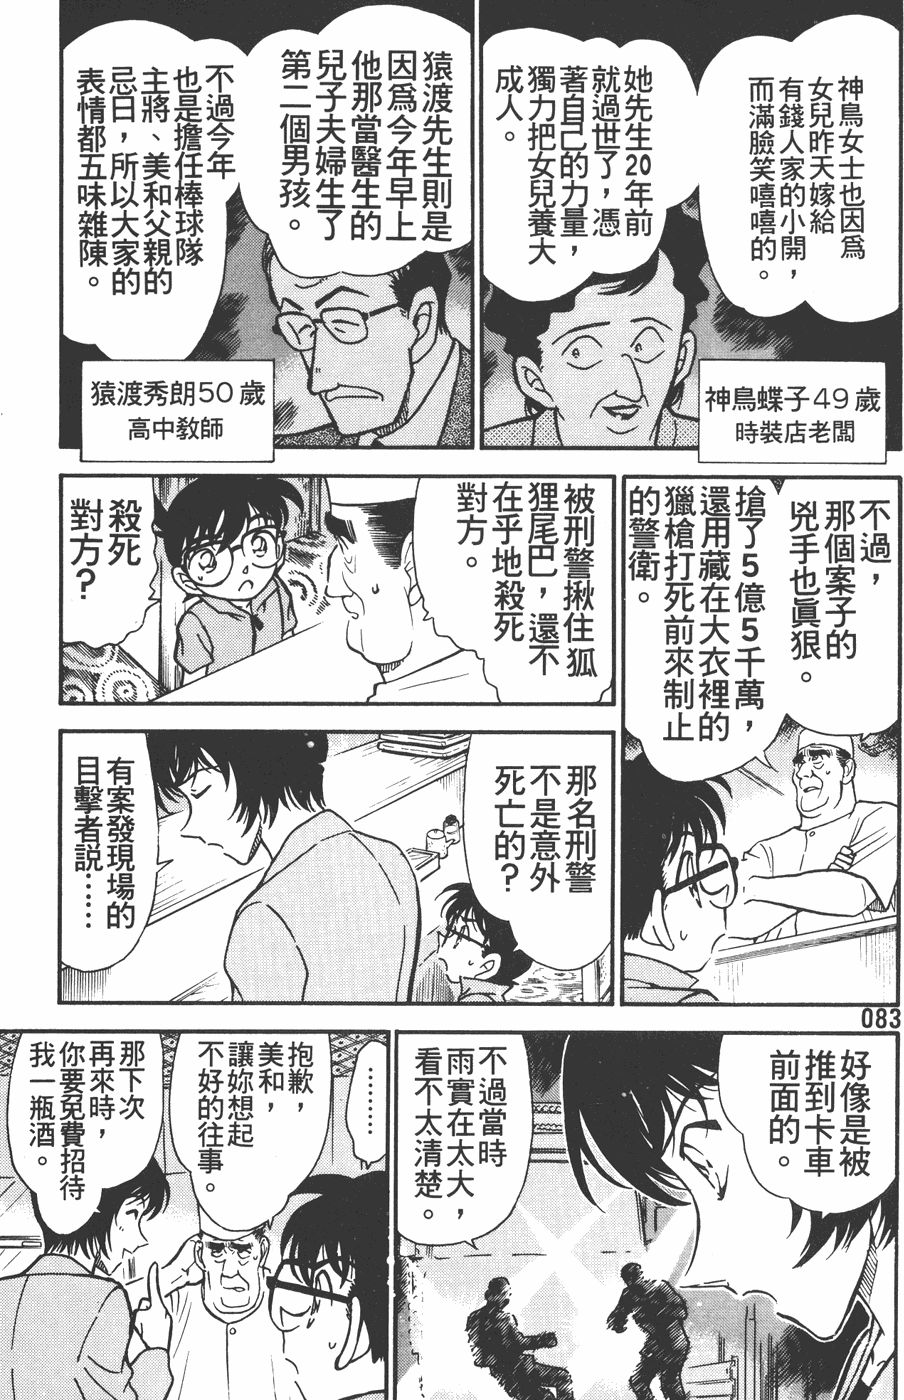 神鳥女士也因為
女兒昨天嫁給
有錢人家的小開，
而滿臉笑嘻嘻的。
她先生20年前
就過世了，憑
著自己的力量，
獨力把女兒養大
成人。
神鳥蝶子49歲
時裝店老闆
猿渡先生則是
因為今年早上
他那當醫生的
兒子夫婦生了
第二個男孩。
不過今年
也是擔任棒球隊
主將、美和父親的
忌日，所以大家的
表情都五味雜陳。
猿渡秀朗50歲
高中教師
不過，
那個案子的
兇手也真狠。
搶了5億5千萬，
還用藏在大衣裡的
獵槍打死前來制止
的警衛。
被刑警揪住狐
狸尾巴，還不
在乎地殺死
對方。
殺死
對方？
那名刑警
不是意外
死亡的？
有案發現場的
目擊者說……
083
好像是被
推到卡車
前面的。
不過當時
雨實在太大，
看不太清楚。
………
抱歉，
美和，
讓妳想起
不好的往事。
那下次
再來時，
你要免費招待
我一瓶酒。